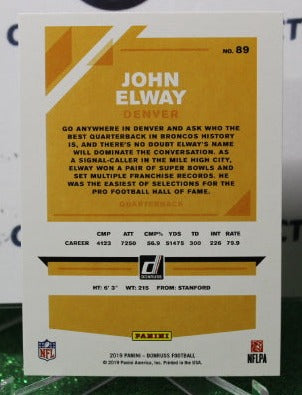 NO. 89
JOHN
ELWAY
DENVER
GO ANYWHERE IN DENVER AND ASK WHO THE
BEST QUARTERBACK IN BRONCOS HISTORY
IS, AND THERE'S NO DOUBT ELWAY'S NAME
WILL DOMINATE THE CONVERSATION. AS
A SIGNAL-CALLER IN THE MILE HIGH CITY,
ELWAY WON A PAIR OF SUPER BOWLS AND
SET MULTIPLE FRANCHISE RECORDS. HE
WAS THE EASIEST OF SELECTIONS FOR THE
PRO FOOTBALL HALL OF FAME.
QUARTERBACK
CMP ATT CMP% YDS TD INT RATE
CAREER 4123 7250 56.9 51475 300 226 79.9
D
DONRUSS
HT: 6' 3" WT: 215 FROM: STANFORD
PANINI
NFL
NFLPA
2019 PANINI - DONRUSS FOOTBALL
© 2019 Panini America, Inc. Printed in the USA.